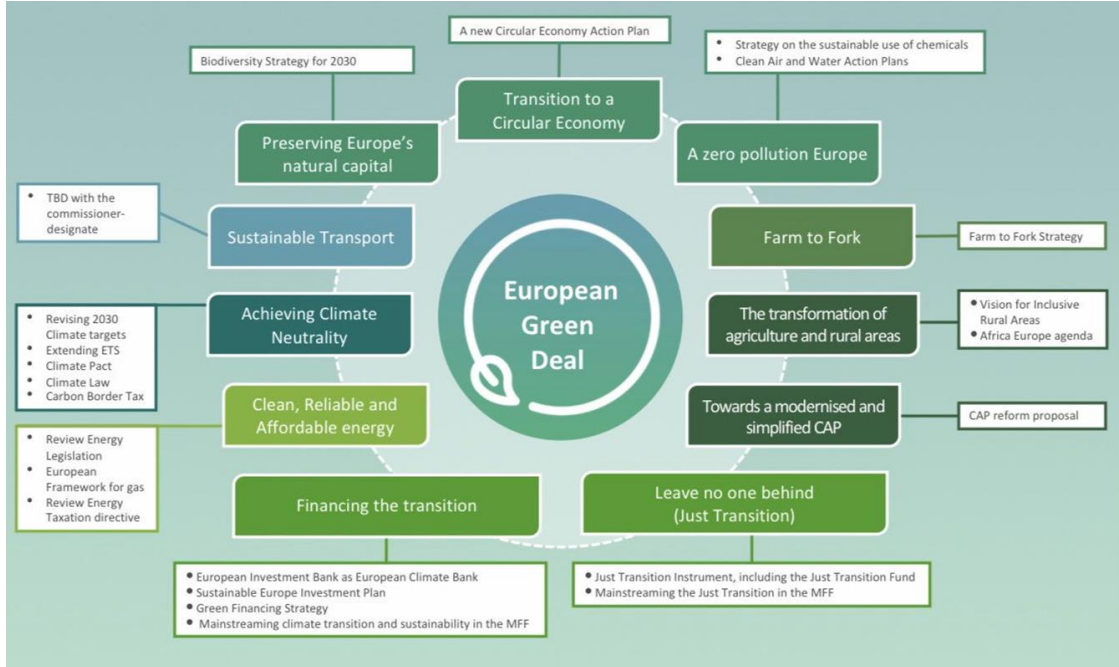 A new Circular Economy Action Plan
Biodiversity Strategy for 2030
• Strategy on the sustainable use of chemicals
• Clean Air and Water Action Plans
Transition to a
Circular Economy
Preserving Europe's
natural capital
A zero pollution Europe
• TBD with the
commissioner-
designate
Sustainable Transport
Farm to Fork
Farm to Fork Strategy
European
Green
Deal
• Revising 2030
Climate targets
• Extending ETS
• Climate Pact
• Climate Law
• Carbon Border Tax
Achieving Climate
Neutrality
The transformation of
agriculture and rural areas
• Vision for Inclusive
Rural Areas
• Africa Europe agenda
Clean, Reliable and
Affordable energy
Towards a modernised and
simplified CAP
CAP reform proposal
• Review Energy
Legislation
• European
Framework for gas
• Review Energy
Taxation directive
Financing the transition
Leave no one behind
(Just Transition)
• European Investment Bank as European Climate Bank
• Sustainable Europe Investment Plan
• Green Financing Strategy
• Mainstreaming climate transition and sustainability in the MFF
• Just Transition Instrument, including the Just Transition Fund
• Mainstreaming the Just Transition in the MFF